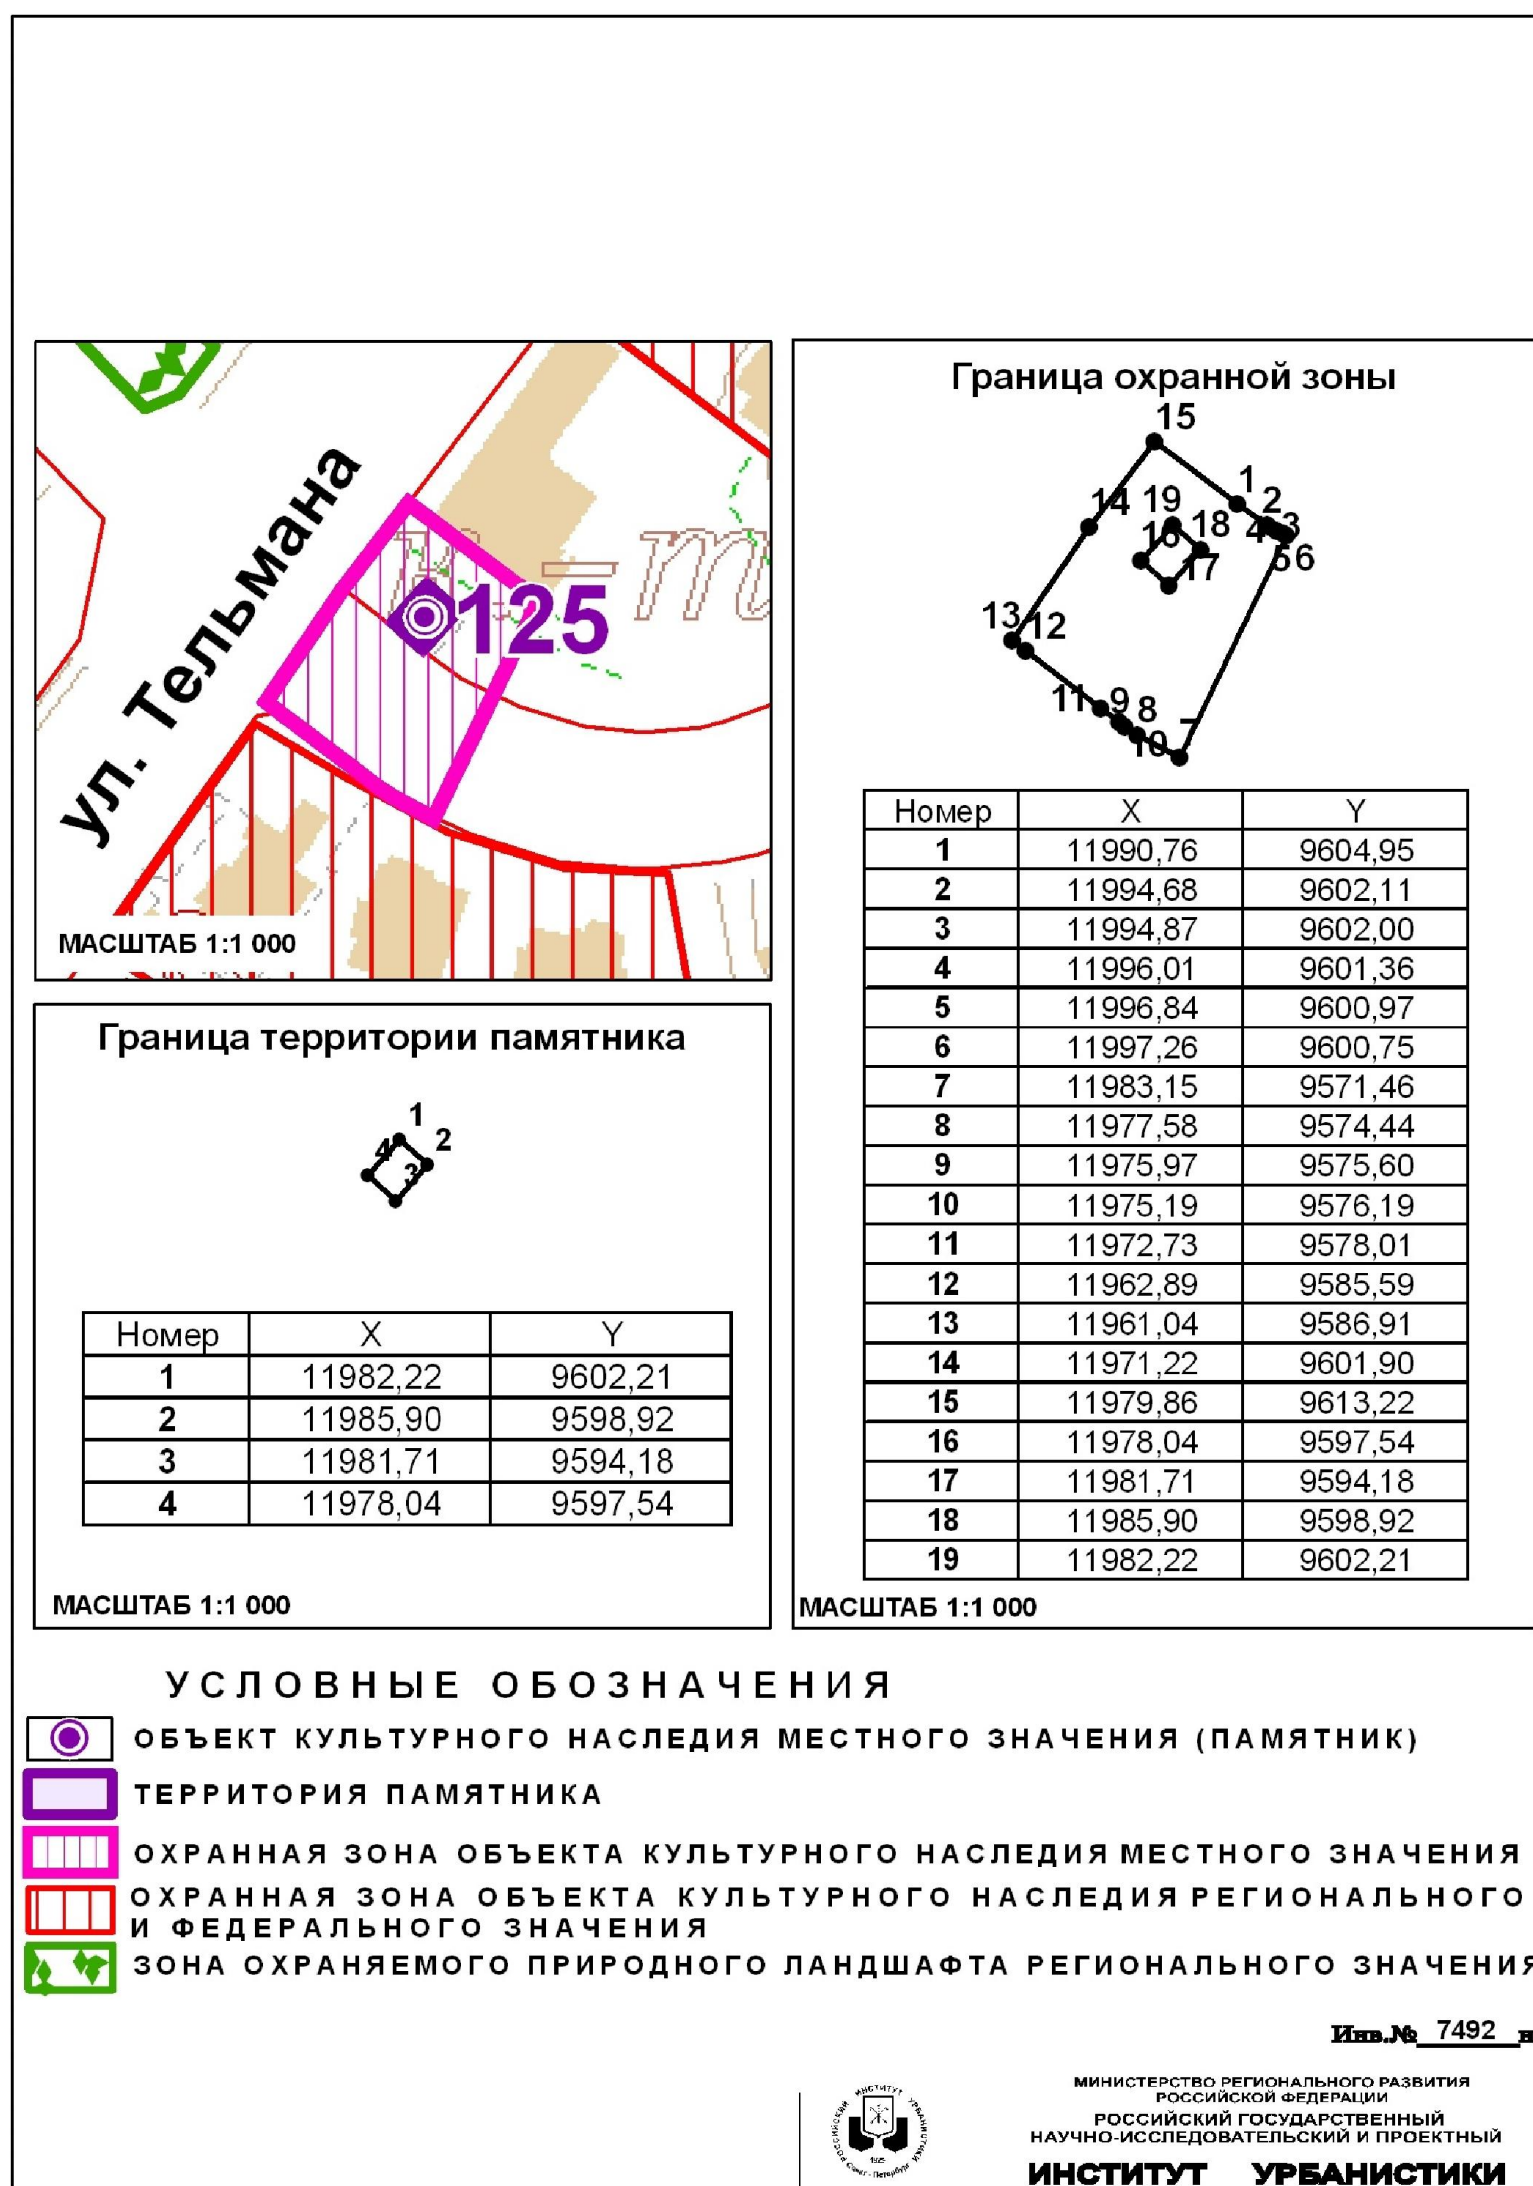 ул. Тельмана
125
МАСШТАБ 1:1 000
Граница территории памятника
1
2
4
3
Номер X Y
1 11982,22 9602,21
2 11985,90 9598,92
3 11981,71 9594,18
4 11978,04 9597,54
МАСШТАБ 1:1 000
Граница охранной зоны
15
1
2
14 19 18 4 3
16
17 5 6
13 12
11 9 8
10 7
Номер X Y
1 11990,76 9604,95
2 11994,68 9602,11
3 11994,87 9602,00
4 11996,01 9601,36
5 11996,84 9600,97
6 11997,26 9600,75
7 11983,15 9571,46
8 11977,58 9574,44
9 11975,97 9575,60
10 11975,19 9576,19
11 11972,73 9578,01
12 11962,89 9585,59
13 11961,04 9586,91
14 11971,22 9601,90
15 11979,86 9613,22
16 11978,04 9597,54
17 11981,71 9594,18
18 11985,90 9598,92
19 11982,22 9602,21
МАСШТАБ 1:1 000
УСЛОВНЫЕ ОБОЗНАЧЕНИЯ
ОБЪЕКТ КУЛЬТУРНОГО НАСЛЕДИЯ МЕСТНОГО ЗНАЧЕНИЯ (ПАМЯТНИК)
ТЕРРИТОРИЯ ПАМЯТНИКА
ОХРАННАЯ ЗОНА ОБЪЕКТА КУЛЬТУРНОГО НАСЛЕДИЯ МЕСТНОГО ЗНАЧЕНИЯ
ОХРАННАЯ ЗОНА ОБЪЕКТА КУЛЬТУРНОГО НАСЛЕДИЯ РЕГИОНАЛЬНОГО
И ФЕДЕРАЛЬНОГО ЗНАЧЕНИЯ
ЗОНА ОХРАНЯЕМОГО ПРИРОДНОГО ЛАНДШАФТА РЕГИОНАЛЬНОГО ЗНАЧЕНИЯ
Инв.№ 7492
РОССИЙСКИЙ ИНСТИТУТ УРБАНИСТИКИ
1929
Санкт-Петербург
МИНИСТЕРСТВО РЕГИОНАЛЬНОГО РАЗВИТИЯ
РОССИЙСКОЙ ФЕДЕРАЦИИ
РОССИЙСКИЙ ГОСУДАРСТВЕННЫЙ
НАУЧНО-ИССЛЕДОВАТЕЛЬСКИЙ И ПРОЕКТНЫЙ
ИНСТИТУТ УРБАНИСТИКИ